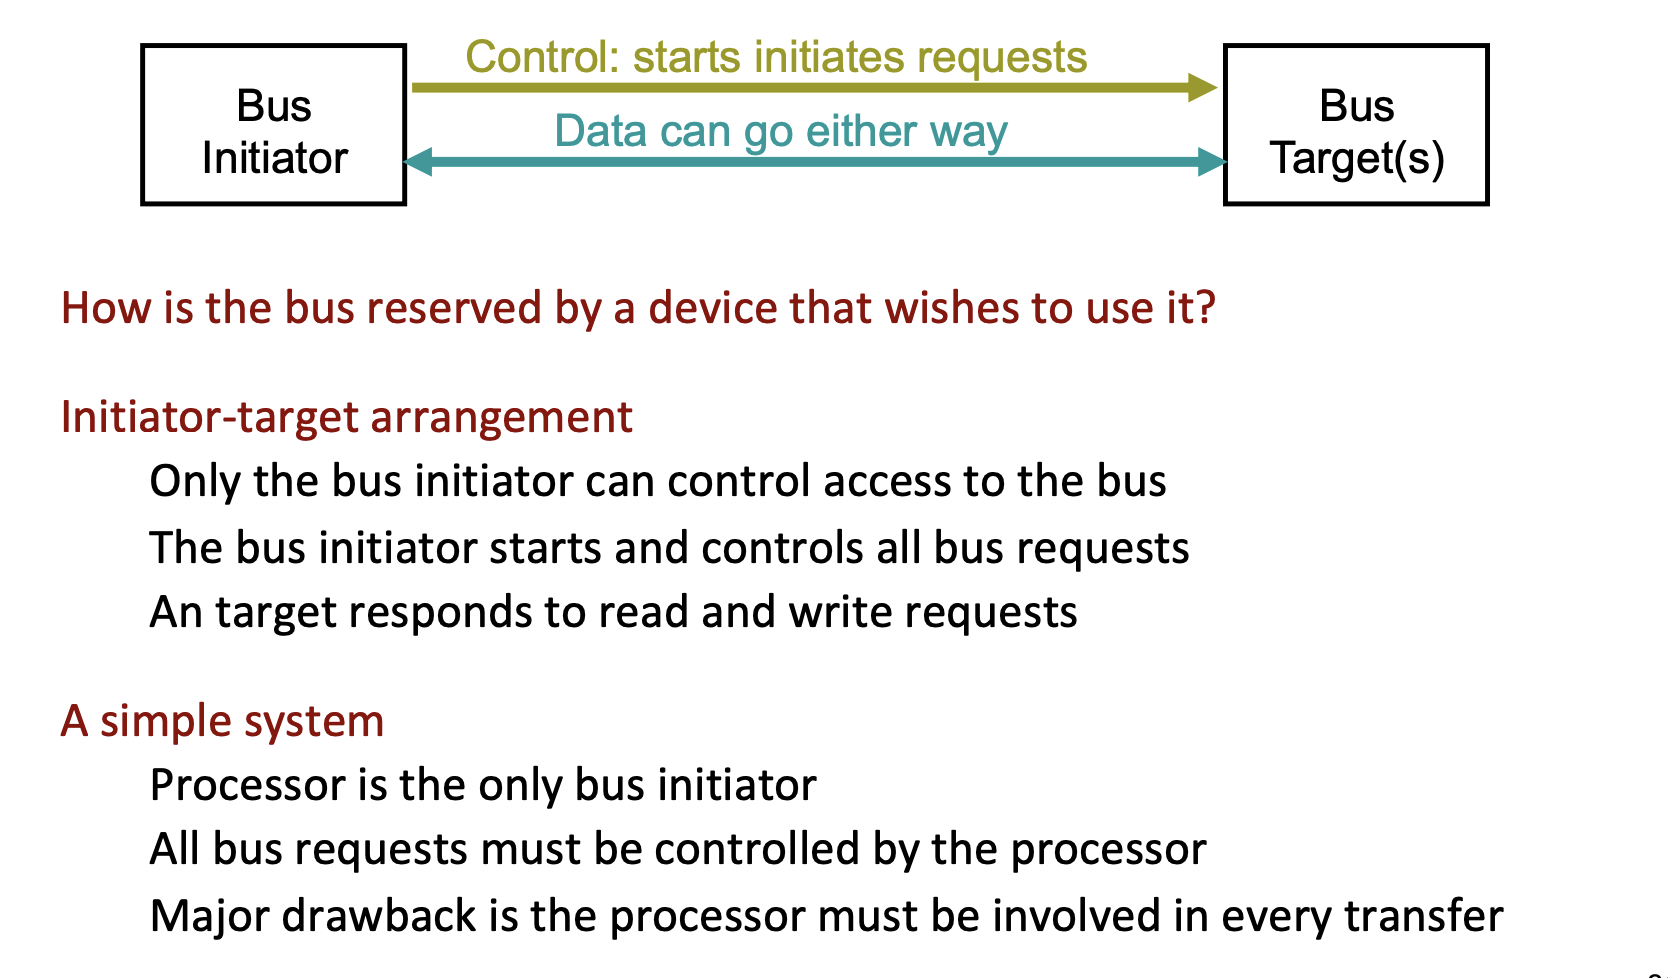 Control: starts initiates requests
Bus
Initiator
Data can go either way
Bus
Target(s)
How is the bus reserved by a device that wishes to use it?
Initiator-target arrangement
Only the bus initiator can control access to the bus
The bus initiator starts and controls all bus requests
An target responds to read and write requests
A simple system
Processor is the only bus initiator
All bus requests must be controlled by the processor
Major drawback is the processor must be involved in every transfer